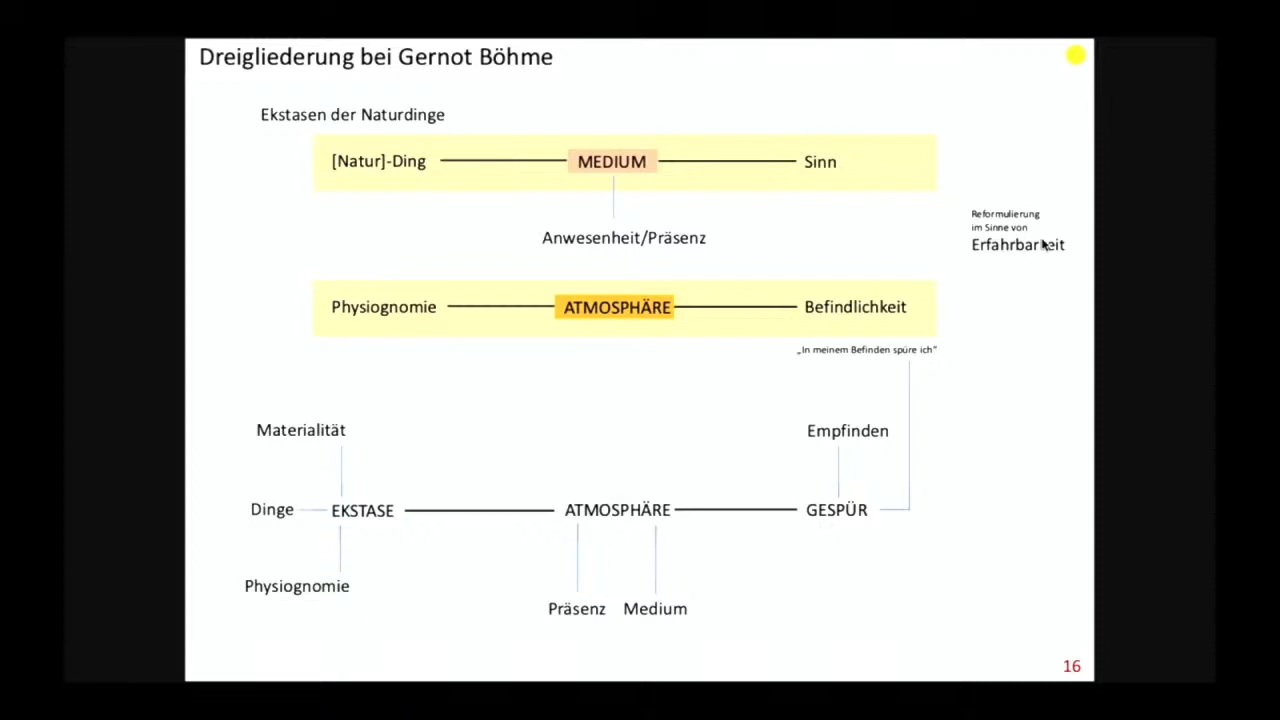 Dreigliederung bei Gernot Böhme
Ekstasen der Naturdinge
[Natur]-Ding MEDIUM Sinn
Anwesenheit/Präsenz
Reformulierung
im Sinne von
Erfahrbarkeit
Physiognomie ATMOSPHÄRE Befindlichkeit
„In meinem Befinden spüre ich“
Materialität Empfinden
Dinge EKSTASE ATMOSPHÄRE GESPÜR
Physiognomie
Präsenz Medium
16